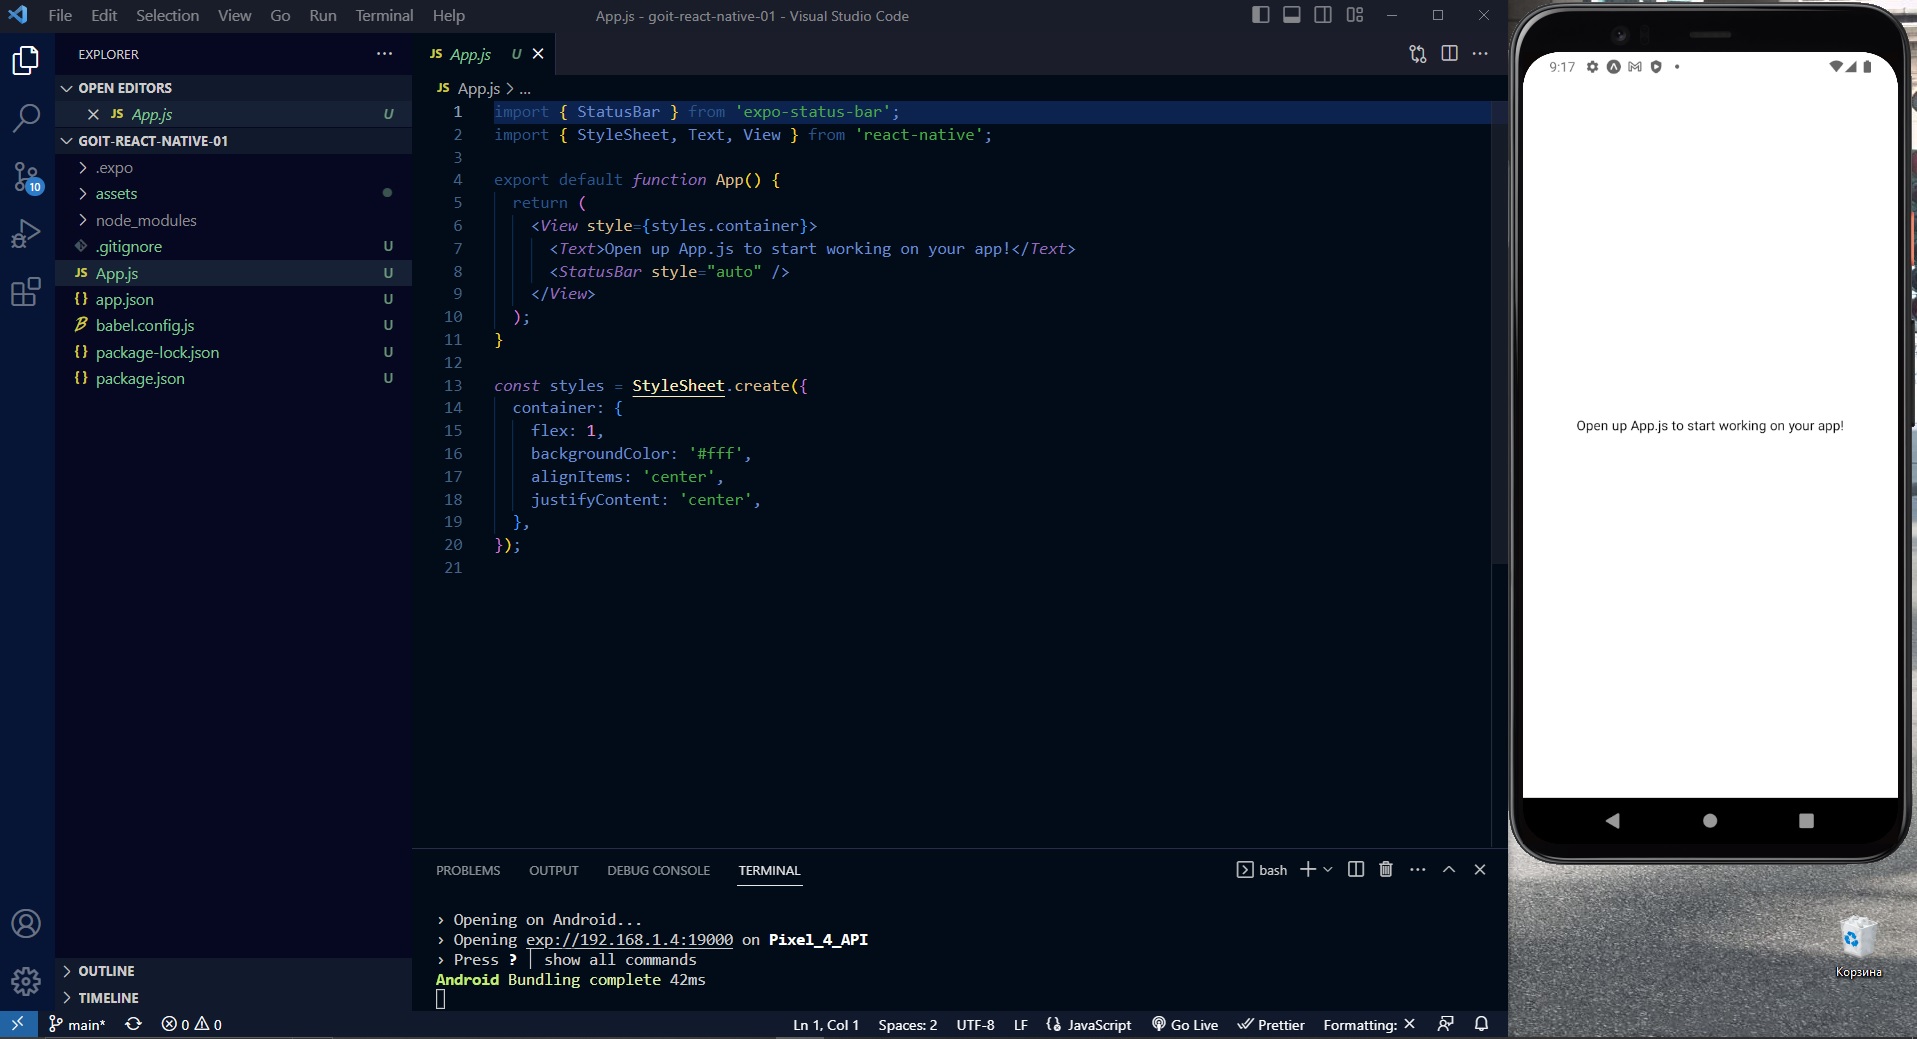 File Edit Selection View Go Run Terminal Help
App.js - goit-react-native-01 - Visual Studio Code
EXPLORER
OPEN EDITORS
JS App.js U
GOIT-REACT-NATIVE-01
.expo
assets
node_modules
.gitignore U
JS App.js U
{} app.json U
babel.config.js U
{} package-lock.json U
{} package.json U
OUTLINE
TIMELINE
10
JS App.js U
JS App.js > ...
1 import { StatusBar } from 'expo-status-bar';
2 import { StyleSheet, Text, View } from 'react-native';
3
4 export default function App() {
5 return (
6 <View style={styles.container}>
7 <Text>Open up App.js to start working on your app!</Text>
8 <StatusBar style="auto" />
9 </View>
10 );
11 }
12
13 const styles = StyleSheet.create({
14 container: {
15 flex: 1,
16 backgroundColor: '#fff',
17 alignItems: 'center',
18 justifyContent: 'center',
19 },
20 });
21
PROBLEMS OUTPUT DEBUG CONSOLE TERMINAL
bash
› Opening on Android...
› Opening exp://192.168.1.4:19000 on Pixel_4_API
› Press ? │ show all commands
Android Bundling complete 42ms
main* 0 0
Ln 1, Col 1 Spaces: 2 UTF-8 LF {} JavaScript Go Live Prettier Formatting: ×
9:17
Open up App.js to start working on your app!
Корзина